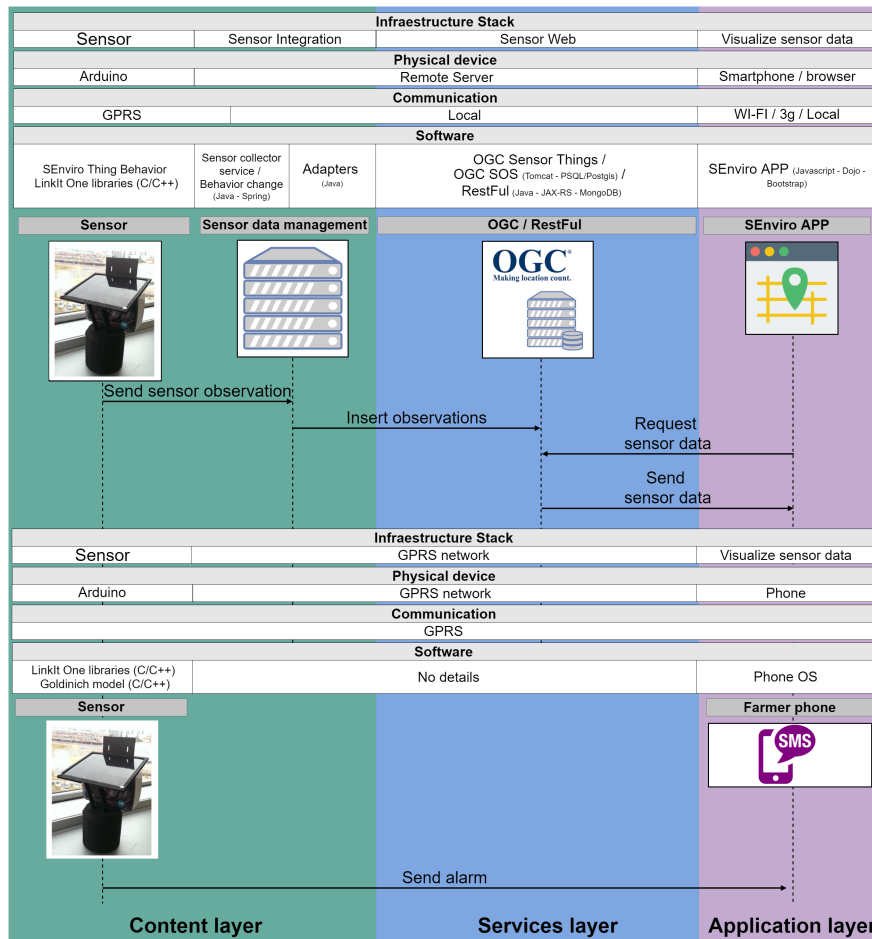 Infraestructure Stack
Sensor
Sensor Integration
Sensor Web
Visualize sensor data
Physical device
Arduino
Remote Server
Smartphone / browser
Communication
GPRS
Local
WI-FI / 3g / Local
Software
SEnviro Thing Behavior
LinkIt One libraries (C/C++)
Sensor collector
service /
Behavior change
(Java - Spring)
Adapters
(Java)
OGC Sensor Things /
OGC SOS (Tomcat - PSQL/Postgis) /
RestFul (Java - JAX-RS - MongoDB)
SEnviro APP (Javascript - Dojo -
Bootstrap)
Sensor
Sensor data management
OGC / RestFul
SEnviro APP
OGC®
Making location count.
Send sensor observation
Insert observations
Request
sensor data
Send
sensor data
Infraestructure Stack
Sensor
GPRS network
Visualize sensor data
Physical device
Arduino
GPRS network
Phone
Communication
GPRS
Software
LinkIt One libraries (C/C++)
Goldinich model (C/C++)
No details
Phone OS
Sensor
Farmer phone
SMS
Send alarm
Content layer
Services layer
Application layer